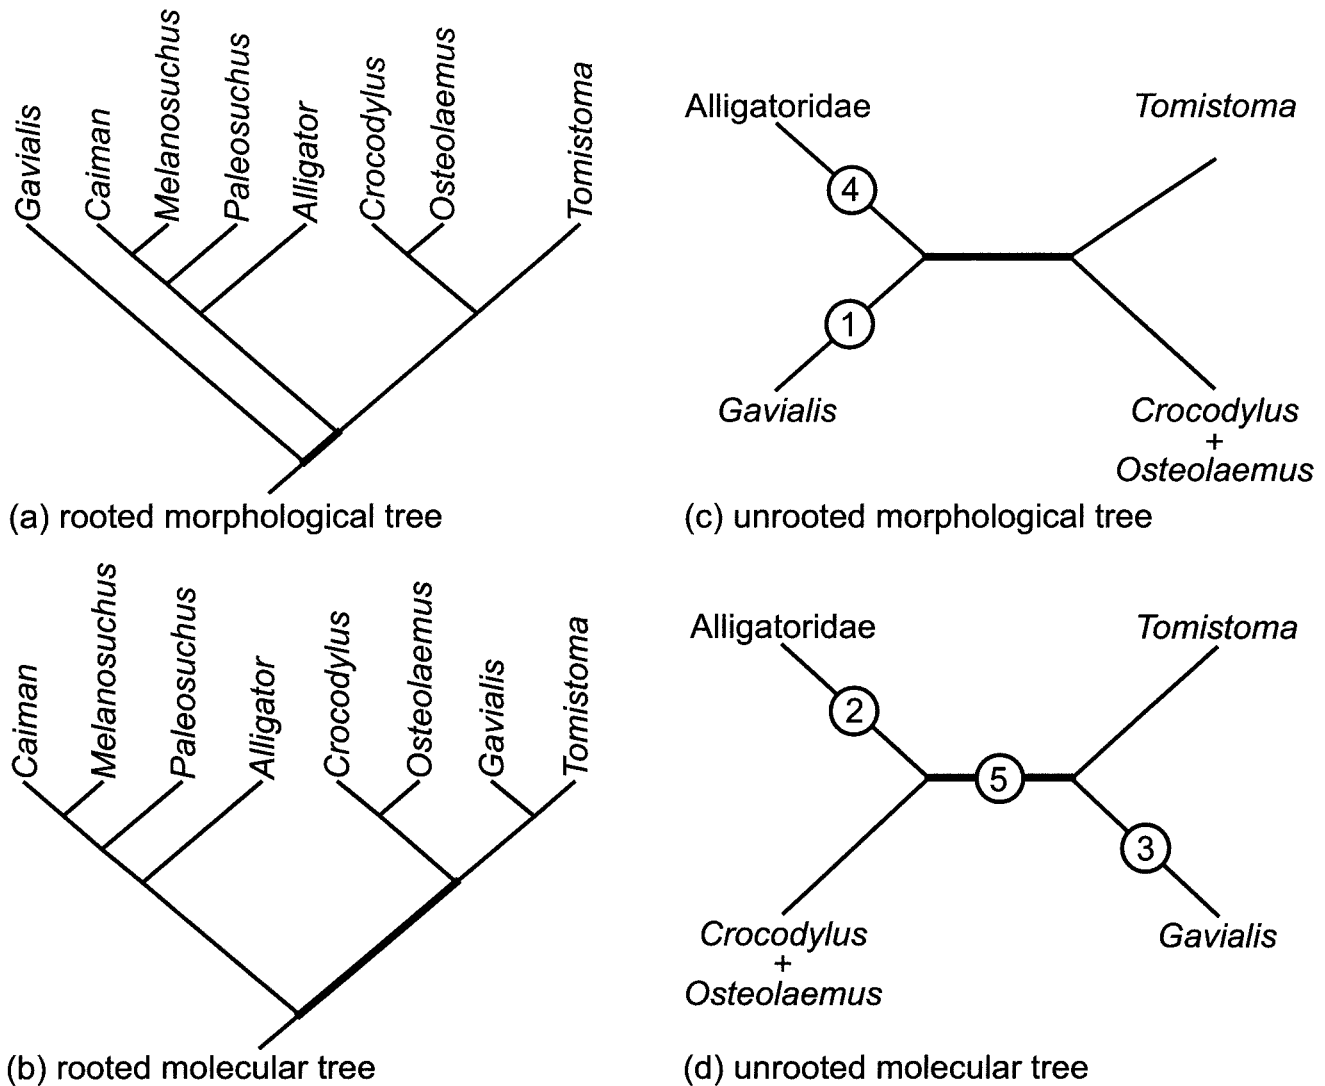 Gavialis
Caiman
Melanosuchus
Paleosuchus
Alligator
Crocodylus
Osteolaemus
Tomistoma
(a) rooted morphological tree
Alligatoridae
Tomistoma
4
1
Gavialis
Crocodylus
+
Osteolaemus
(c) unrooted morphological tree
Caiman
Melanosuchus
Paleosuchus
Alligator
Crocodylus
Osteolaemus
Gavialis
Tomistoma
(b) rooted molecular tree
Alligatoridae
Tomistoma
2
5
3
Crocodylus
+
Osteolaemus
Gavialis
(d) unrooted molecular tree